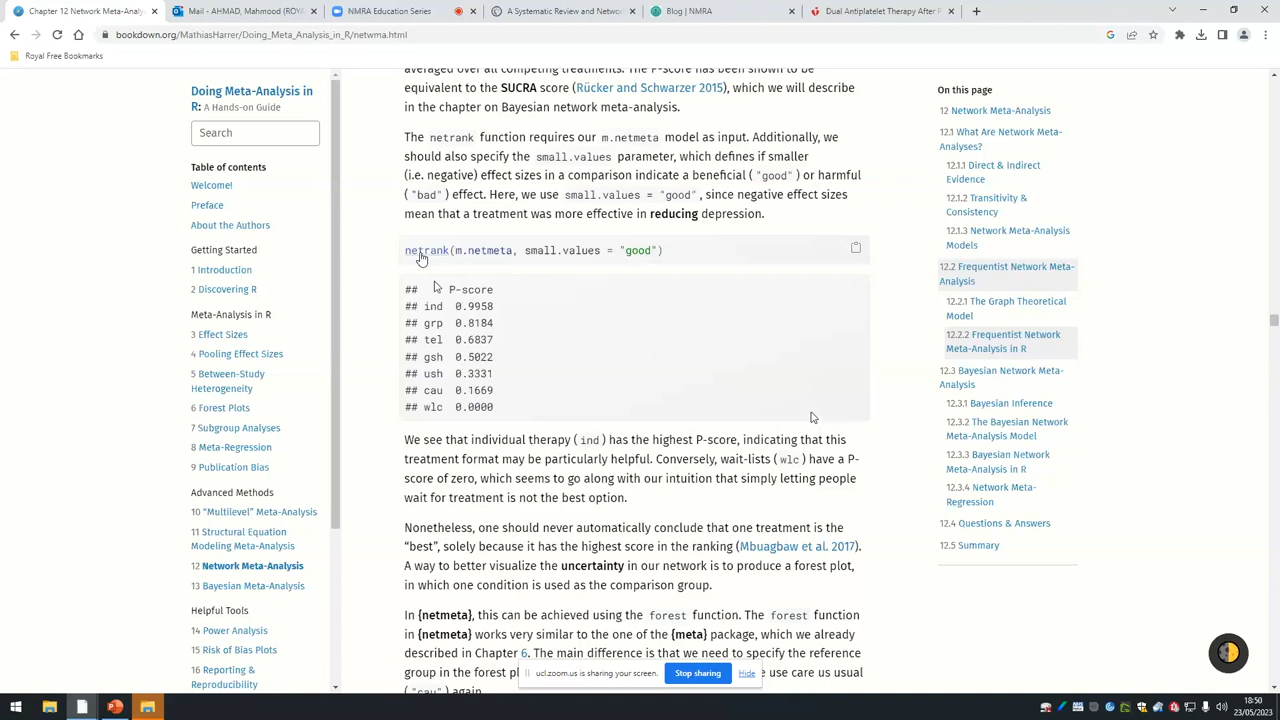 Chapter 12 Network Meta-Analy
Mail - AHMAD, Mahmood (ROYA
NMRA Education Series
A Systematic Review and Networ
Blog | NMRA
Dual Antiplatelet Therapy After P
bookdown.org/MathiasHarrer/Doing_Meta_Analysis_in_R/netwma.html
Royal Free Bookmarks
Doing Meta-Analysis in
R: A Hands-on Guide
Search
Table of contents
Welcome!
Preface
About the Authors
Getting Started
1 Introduction
2 Discovering R
Meta-Analysis in R
3 Effect Sizes
4 Pooling Effect Sizes
5 Between-Study
Heterogeneity
6 Forest Plots
7 Subgroup Analyses
8 Meta-Regression
9 Publication Bias
Advanced Methods
10 “Multilevel” Meta-Analysis
11 Structural Equation
Modeling Meta-Analysis
12 Network Meta-Analysis
13 Bayesian Meta-Analysis
Helpful Tools
14 Power Analysis
15 Risk of Bias Plots
16 Reporting &
Reproducibility
averaged over all competing treatments. The P-score has been shown to be
equivalent to the SUCRA score (Rücker and Schwarzer 2015), which we will describe
in the chapter on Bayesian network meta-analysis.
The netrank function requires our m.netmeta model as input. Additionally, we
should also specify the small.values parameter, which defines if smaller
(i.e. negative) effect sizes in a comparison indicate a beneficial ("good") or harmful
("bad") effect. Here, we use small.values = "good", since negative effect sizes
mean that a treatment was more effective in reducing depression.
netrank(m.netmeta, small.values = "good")
## P-score
## ind 0.9958
## grp 0.8184
## tel 0.6837
## gsh 0.5022
## ush 0.3331
## cau 0.1669
## wlc 0.0000
We see that individual therapy (ind) has the highest P-score, indicating that this
treatment format may be particularly helpful. Conversely, wait-lists (wlc) have a P-
score of zero, which seems to go along with our intuition that simply letting people
wait for treatment is not the best option.
Nonetheless, one should never automatically conclude that one treatment is the
“best”, solely because it has the highest score in the ranking (Mbuagbaw et al. 2017).
A way to better visualize the uncertainty in our network is to produce a forest plot,
in which one condition is used as the comparison group.
In {netmeta}, this can be achieved using the forest function. The forest function
in {netmeta} works very similar to the one of the {meta} package, which we already
described in Chapter 6. The main difference is that we need to specify the reference
group in the forest pl
e use care us usual
("cau") again.
ucl.zoom.us is sharing your screen.
Stop sharing
Hide
On this page
12 Network Meta-Analysis
12.1 What Are Network Meta-
Analyses?
12.1.1 Direct & Indirect
Evidence
12.1.2 Transitivity &
Consistency
12.1.3 Network Meta-Analysis
Models
12.2 Frequentist Network Meta-
Analysis
12.2.1 The Graph Theoretical
Model
12.2.2 Frequentist Network
Meta-Analysis in R
12.3 Bayesian Network Meta-
Analysis
12.3.1 Bayesian Inference
12.3.2 The Bayesian Network
Meta-Analysis Model
12.3.3 Bayesian Network
Meta-Analysis in R
12.3.4 Network Meta-
Regression
12.4 Questions & Answers
12.5 Summary
18:50
23/05/2023